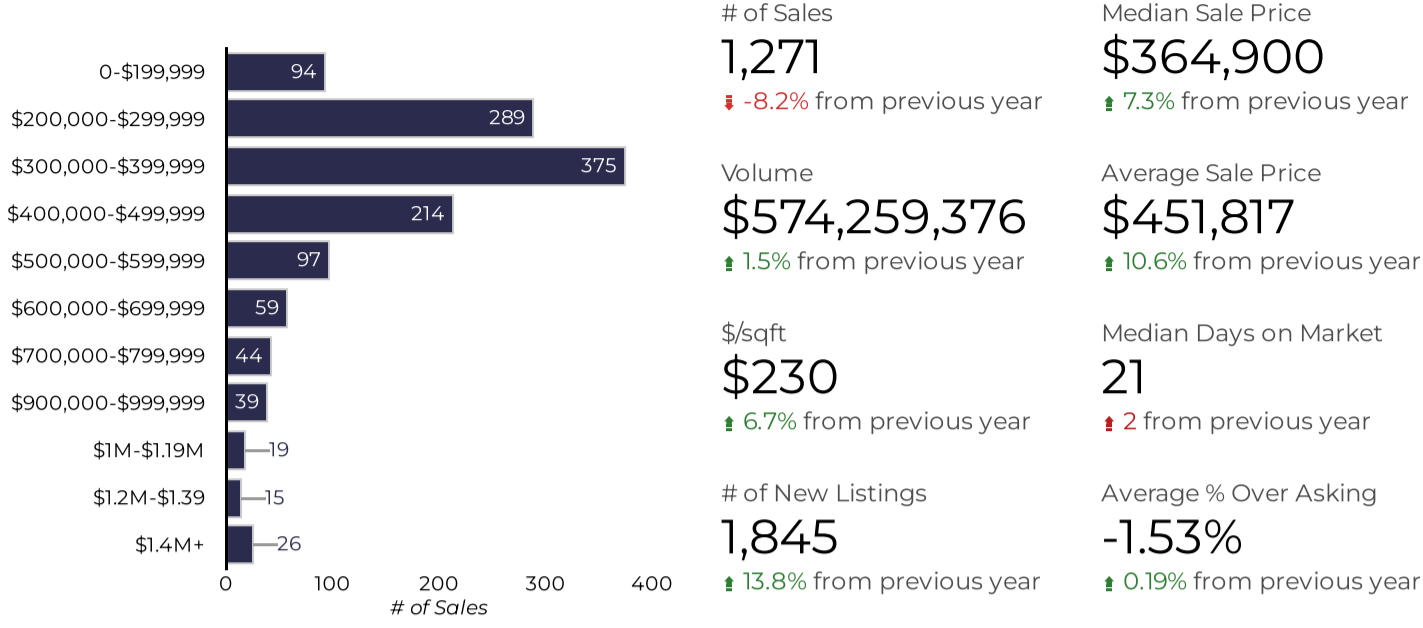 0-$199,999
94
$200,000-$299,999
289
$300,000-$399,999
375
$400,000-$499,999
214
$500,000-$599,999
97
$600,000-$699,999
59
$700,000-$799,999
44
$900,000-$999,999
39
$1M-$1.19M
19
$1.2M-$1.39
15
$1.4M+
26
0 100 200 300 400
# of Sales
# of Sales
1,271
-8.2% from previous year
Median Sale Price
$364,900
7.3% from previous year
Volume
$574,259,376
1.5% from previous year
Average Sale Price
$451,817
10.6% from previous year
$/sqft
$230
6.7% from previous year
Median Days on Market
21
2 from previous year
# of New Listings
1,845
13.8% from previous year
Average % Over Asking
-1.53%
0.19% from previous year